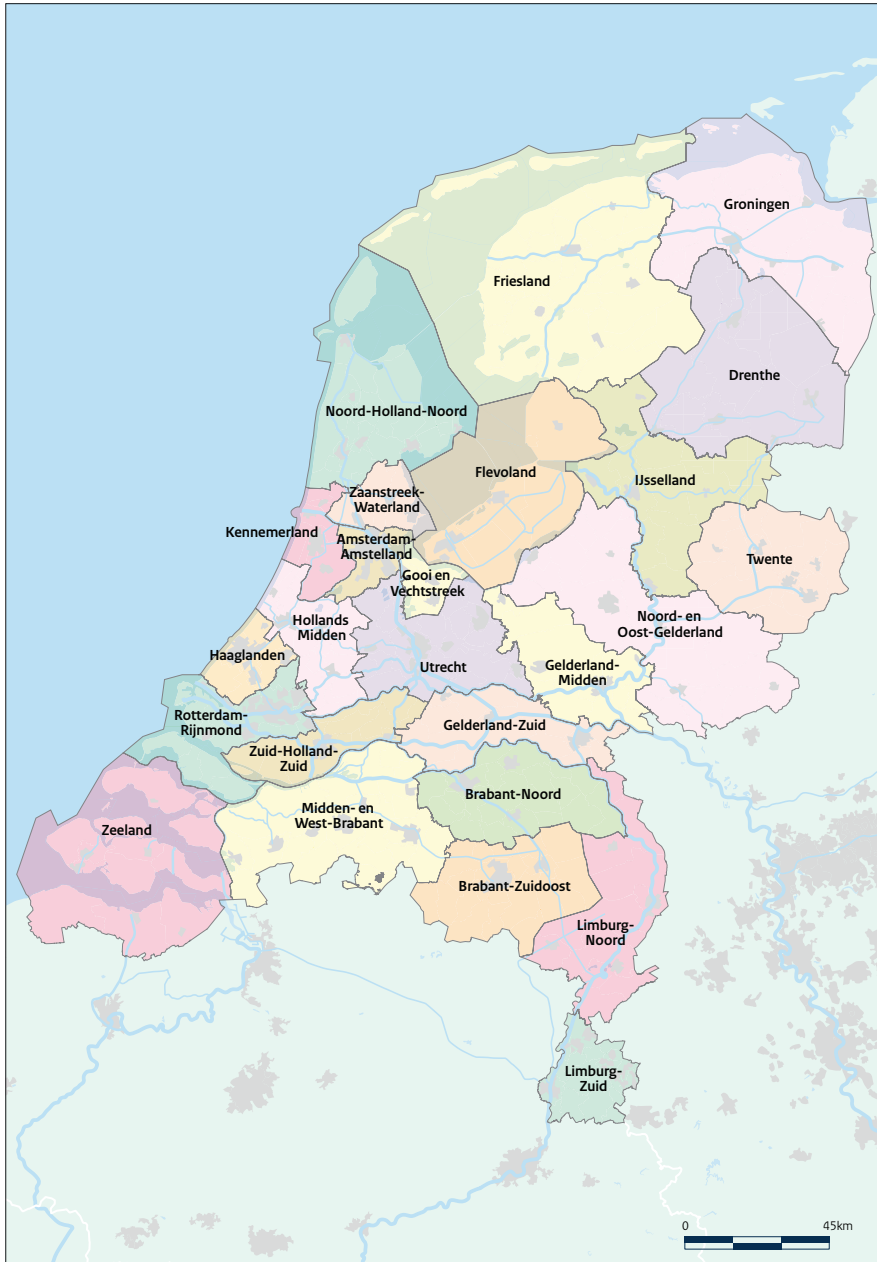 Groningen
Friesland
Drenthe
Noord-Holland-Noord
Flevoland
IJsselland
Zaanstreek-
Waterland
Kennemerland
Amsterdam-
Amstelland
Twente
Gooi en
Vechtstreek
Hollands
Midden
Noord- en
Oost-Gelderland
Haaglanden
Utrecht
Gelderland-
Midden
Rotterdam-
Rijnmond
Gelderland-Zuid
Zuid-Holland-
Zuid
Brabant-Noord
Midden- en
West-Brabant
Zeeland
Brabant-Zuidoost
Limburg-
Noord
Limburg-
Zuid
0 45km